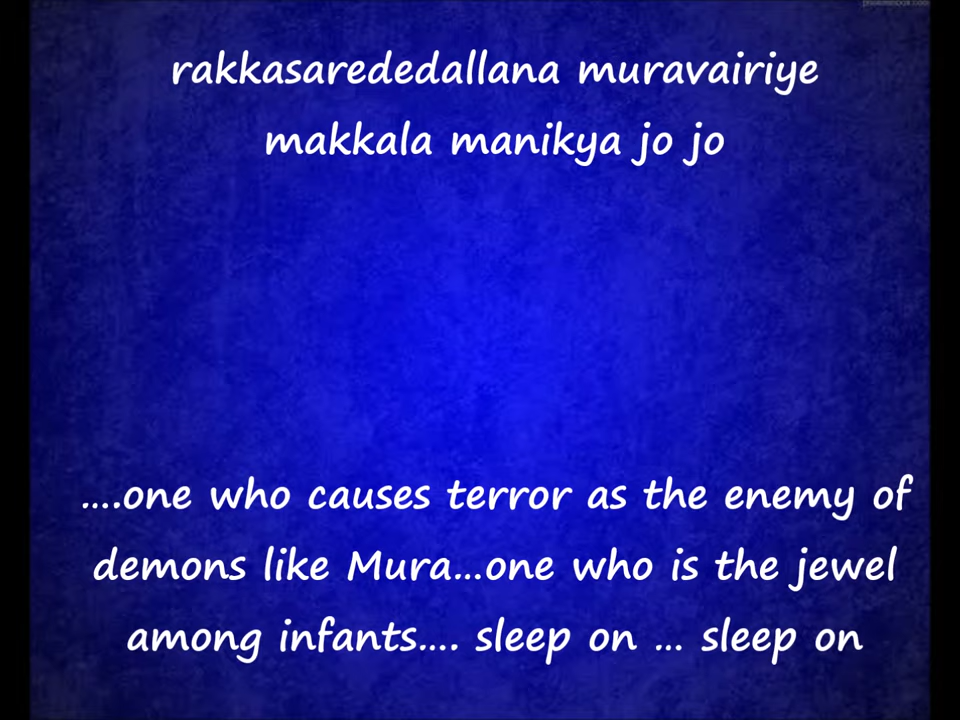 rakkasarededallana muravairiye
makkala manikya jo jo
....one who causes terror as the enemy of
demons like Mura...one who is the jewel
among infants.... sleep on ... sleep on